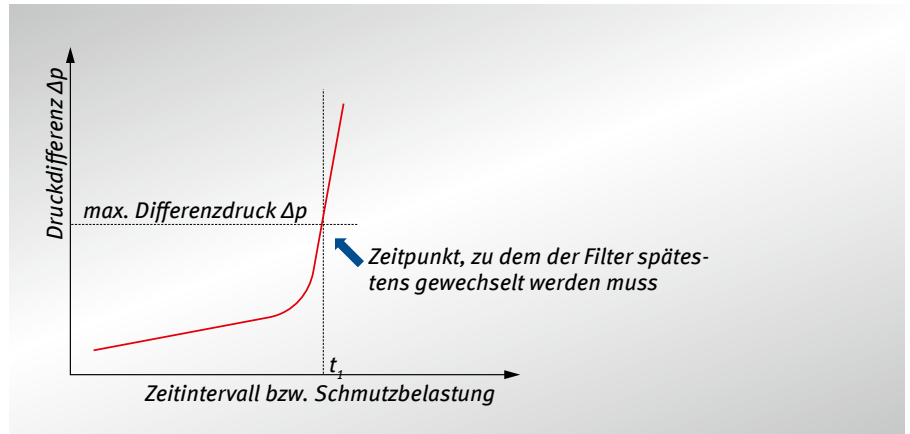 Druckdifferenz Δp
max. Differenzdruck Δp
Zeitpunkt, zu dem der Filter spätes-
tens gewechselt werden muss
t₁
Zeitintervall bzw. Schmutzbelastung